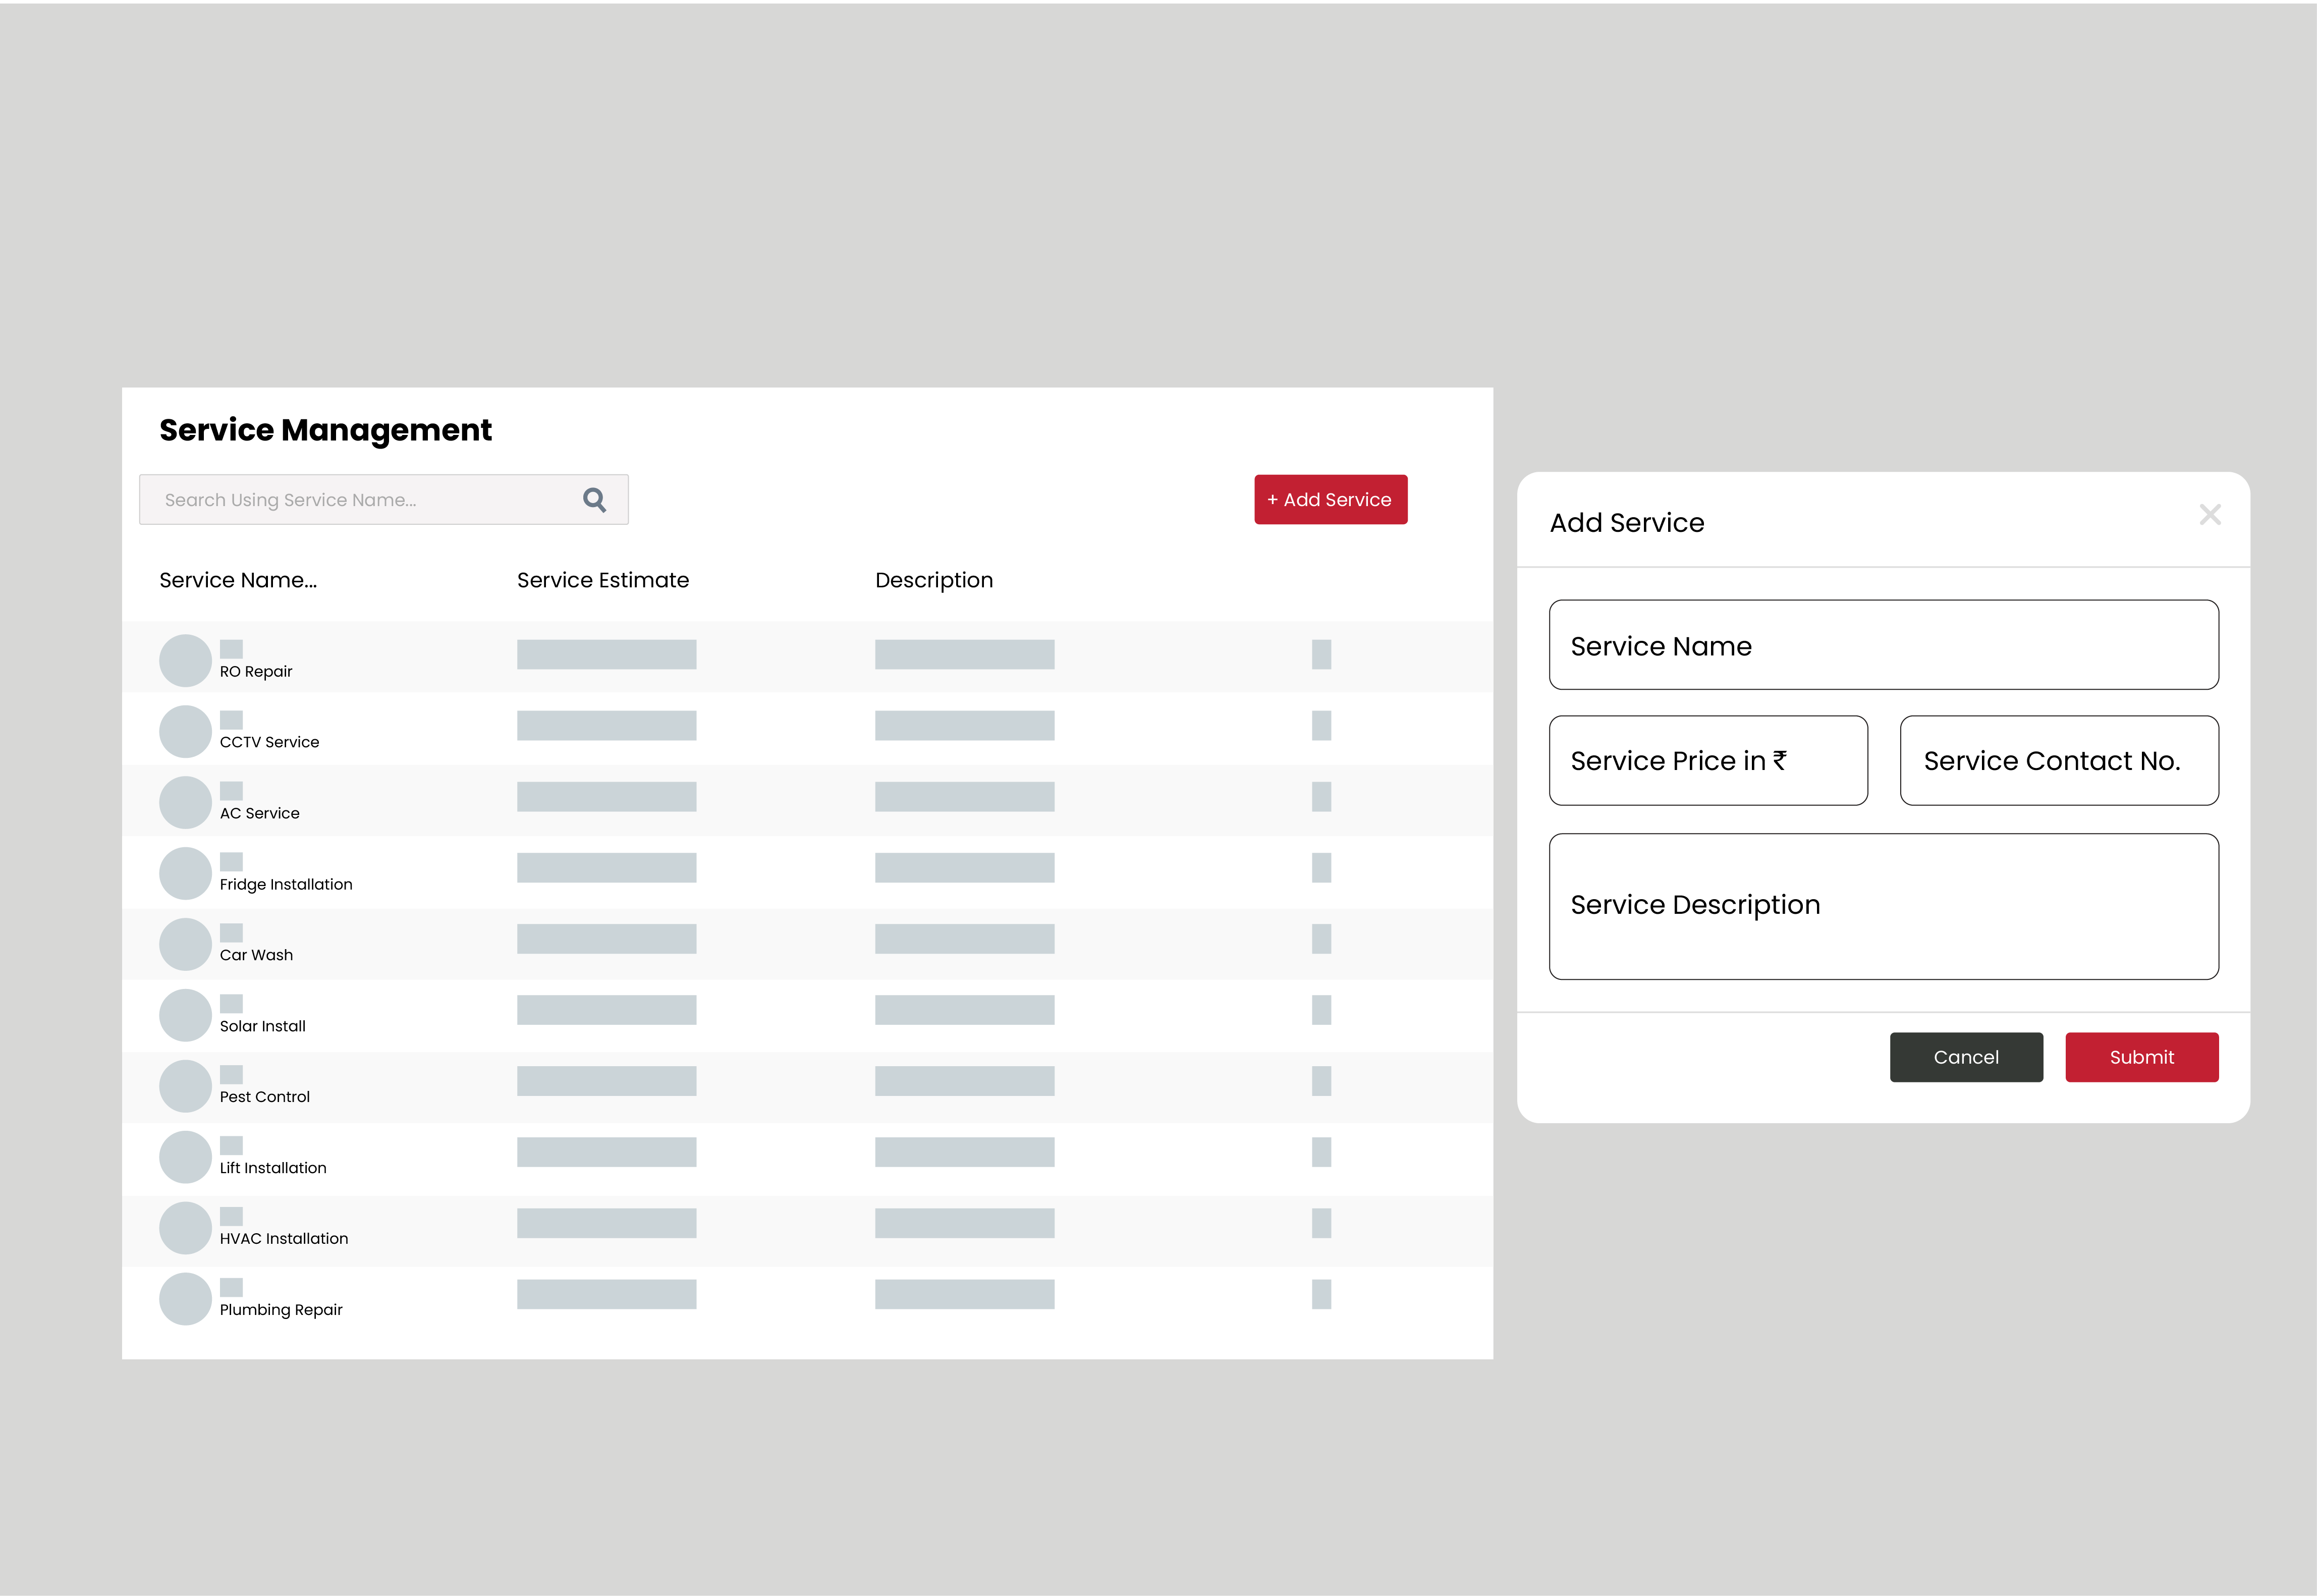 Service Management
Search Using Service Name...
+ Add Service
Service Name...
Service Estimate
Description
RO Repair
CCTV Service
AC Service
Fridge Installation
Car Wash
Solar Install
Pest Control
Lift Installation
HVAC Installation
Plumbing Repair
Add Service
Service Name
Service Price in ₹
Service Contact No.
Service Description
Cancel
Submit